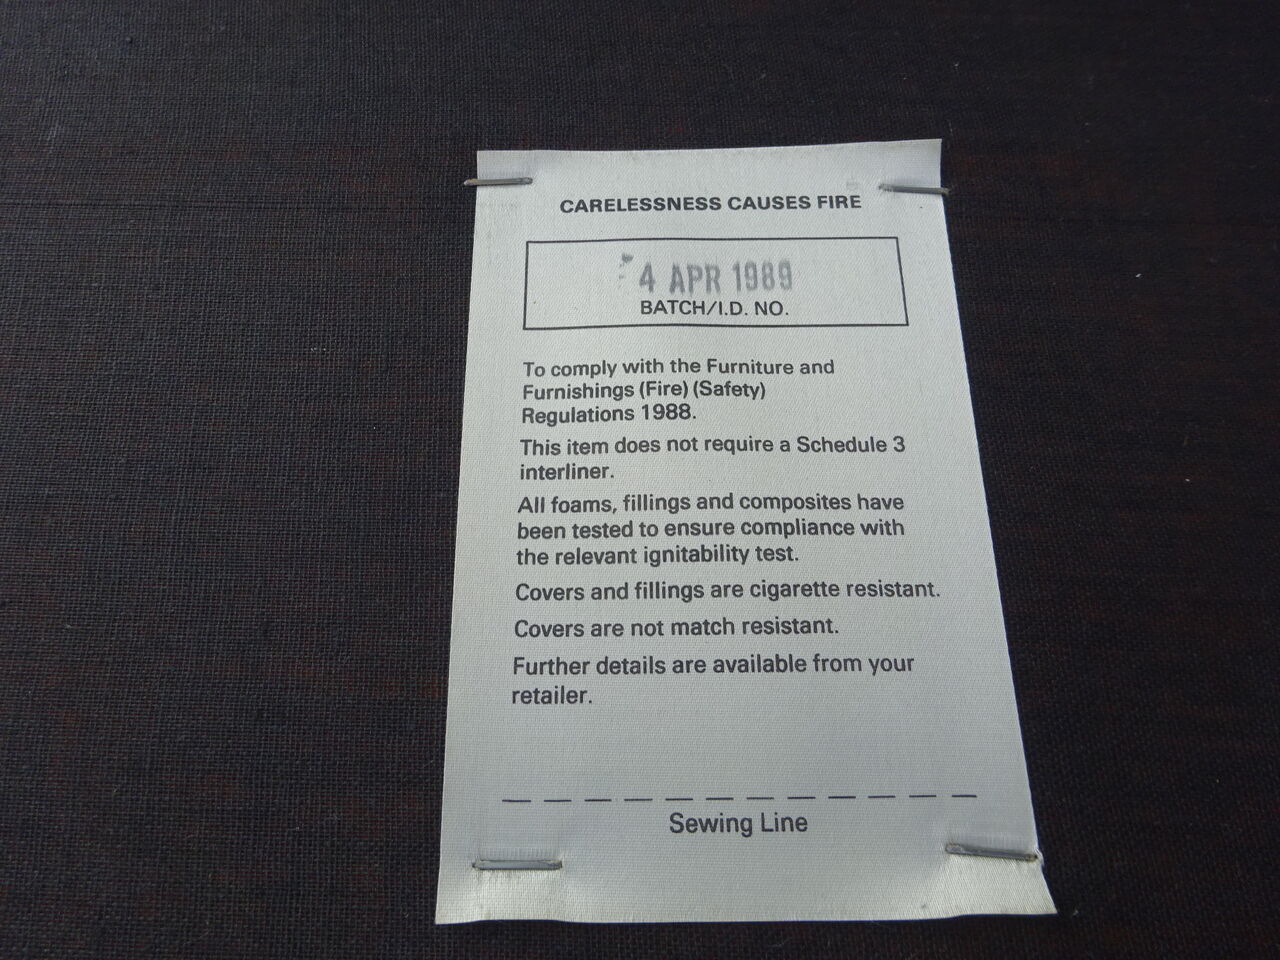 CARELESSNESS CAUSES FIRE
4 APR 1989
BATCH/I.D. NO.
To comply with the Furniture and
Furnishings (Fire) (Safety)
Regulations 1988.
This item does not require a Schedule 3
interliner.
All foams, fillings and composites have
been tested to ensure compliance with
the relevant ignitability test.
Covers and fillings are cigarette resistant.
Covers are not match resistant.
Further details are available from your
retailer.
Sewing Line